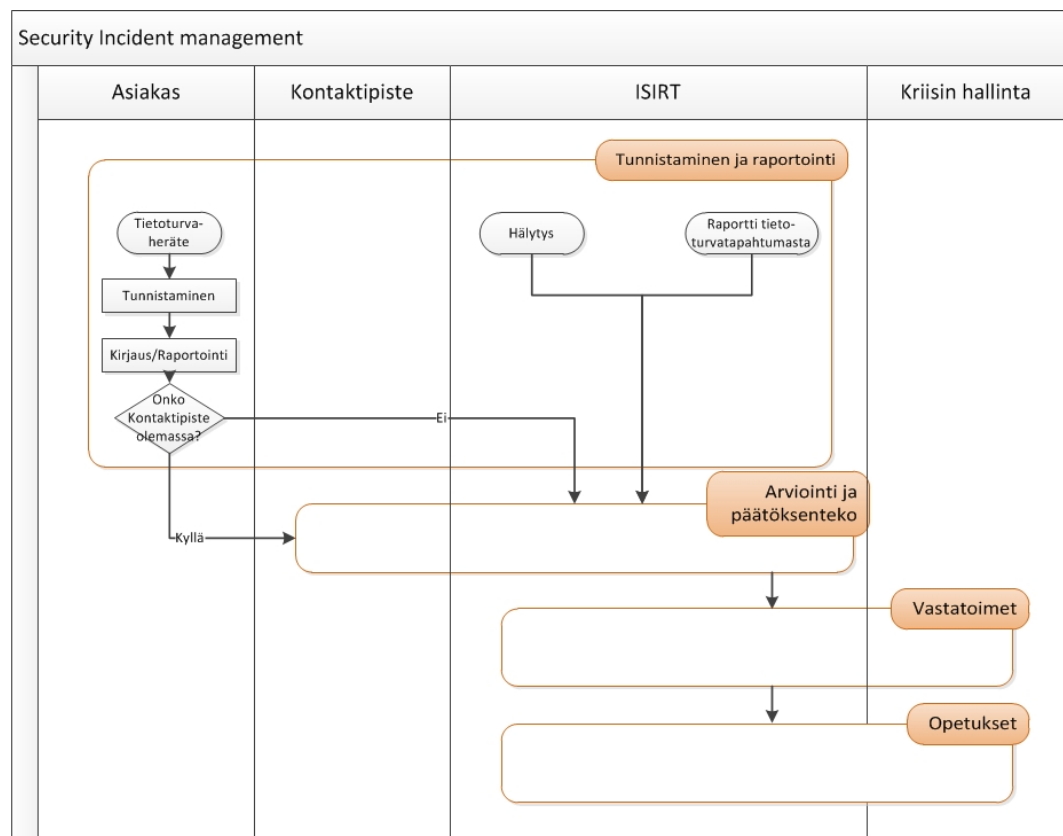 Security Incident management
Asiakas
Kontaktipiste
ISIRT
Kriisin hallinta
Tunnistaminen ja raportointi
Tietoturva-
heräte
Hälytys
Raportti tieto-
turvatapahtumasta
Tunnistaminen
Kirjaus/Raportointi
Onko
Kontaktipiste
olemassa?
Ei
Arviointi ja
päätöksenteko
Kyllä
Vastatoimet
Opetukset